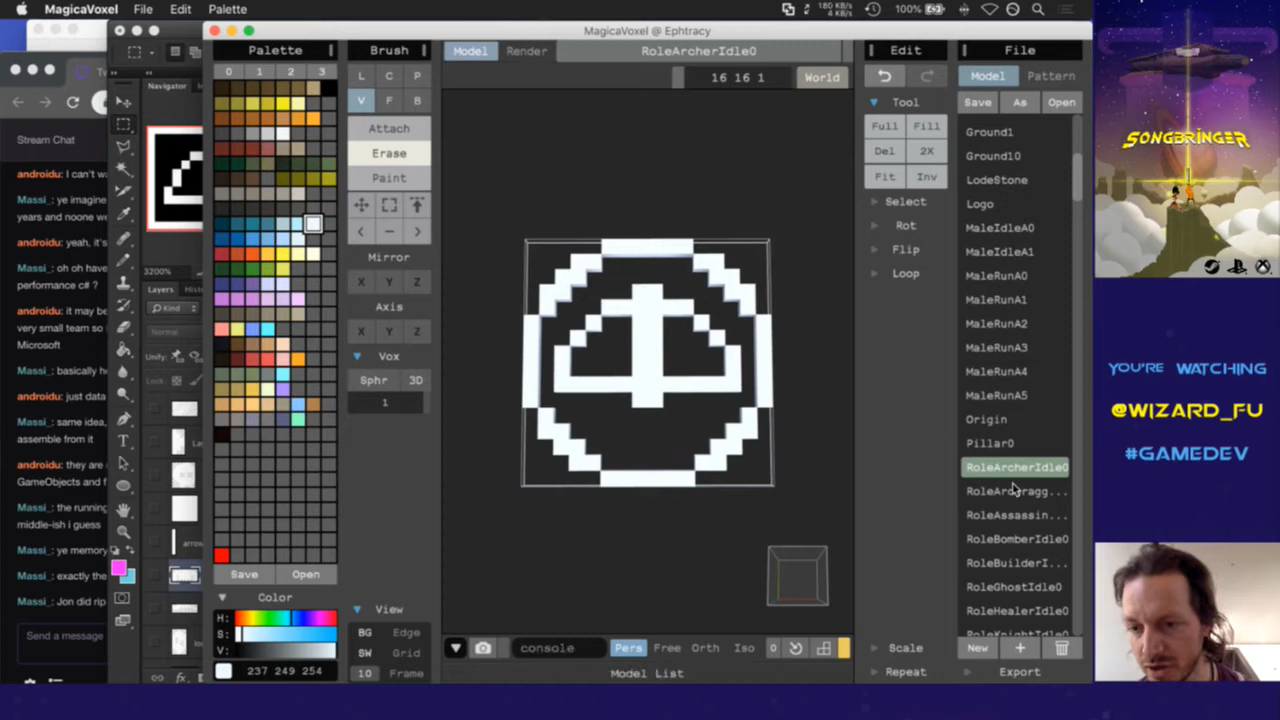 MagicaVoxel File Edit Palette
180 KB/s
4 KB/s
100%
MagicaVoxel @ Ephtracy
Stream Chat
androidu: I can't wa
Massi_: ye imagine
years and noone we
androidu: yeah, it's
Massi_: oh oh have
performance c# ?
androidu: it may be
very small team so
Microsoft
Massi_: basically he
androidu: just data
Massi_: same idea,
assemble from it
androidu: they are
GameObjects and f
Massi_: the running
middle-ish i guess
Massi_: ye memory
Massi_: exactly the
Massi_: Jon did rip
Send a message
Navigator
3200%
Layers
Kind
Normal
Unify:
Lock:
arrow
fx
Palette
0 1 2 3
Save Open
Color
H:
S:
V:
237 249 254
Brush
L C P
V F B
Attach
Erase
Paint
Mirror
X Y Z
Axis
X Y Z
Vox
Sphr 3D
1
View
BG Edge
SW Grid
10 Frame
Model Render RoleArcherIdle0
16 16 1 World
console Pers Free Orth Iso 0
Model List
Edit
Tool
Full Fill
Del 2X
Fit Inv
Select
Rot
Flip
Loop
Scale
Repeat
File
Model Pattern
Save As Open
Ground1
Ground10
LodeStone
Logo
MaleIdleA0
MaleIdleA1
MaleRunA0
MaleRunA1
MaleRunA2
MaleRunA3
MaleRunA4
MaleRunA5
Origin
Pillar0
RoleArcherIdle0
RoleAssassin...
RoleBomberIdle0
RoleBuilderI...
RoleGhostIdle0
RoleHealerIdle0
RoleKnightIdle0
New +
Export
SONGBRINGER
YOU'RE WATCHING
@WIZARD_FU
#GAMEDEV